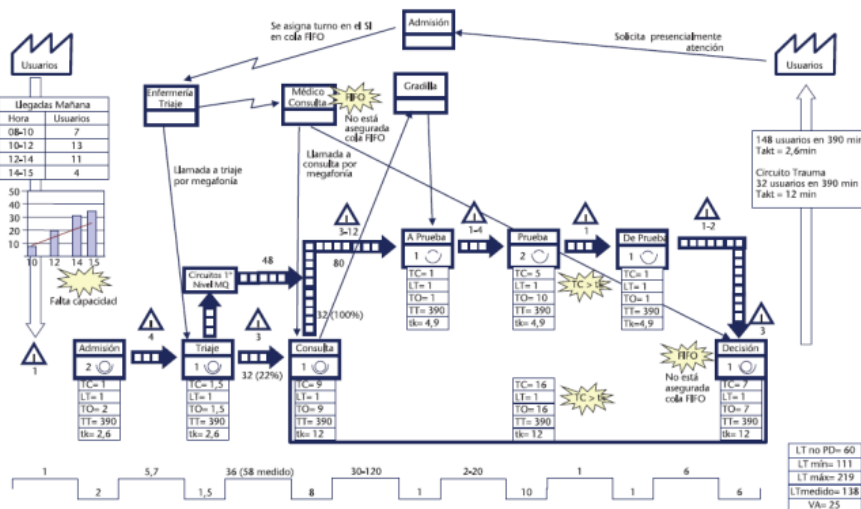 Admisión
Se asigna turno en el SI
en cola FIFO
Solicita presencialmente
atención
Usuarios
Usuarios
Enfermería
Triaje
Médico
Consulta
FIFO
Gradilla
No está
asegurada
cola FIFO
Llegadas Mañana
Hora Usuarios
08-10 7
10-12 13
12-14 11
14-15 4
148 usuarios en 390 min
Takt = 2,6min
Circuito Trauma
32 usuarios en 390 min
Takt = 12 min
Llamada a triaje
por megafonía
Llamada a
consulta por
megafonía
50
40
30
20
10
10 12 14 15
Falta capacidad
3-12
80
1-4
1
1-2
A Prueba
1
TC= 1
LT= 1
TO= 1
TT= 390
tk= 4,9
Prueba
2
TC= 5
LT= 1
TO= 10
TT= 390
tk= 4,9
De Prueba
1
TC= 1
LT= 1
TO= 1
TT= 390
Tk=4,9
48
Circuitos 1º
Nivel MQ
32 (100%)
1
4
3
3
32 (22%)
Admisión
2
TC= 1
LT= 1
TO= 2
TT= 390
tk= 2,6
Triaje
1
TC= 1,5
LT= 1
TO= 1,5
TT= 390
tk= 2,6
Consulta
1
TC= 9
LT= 1
TO= 9
TT= 390
tk= 12
TC= 16
LT= 1
TO= 16
TT= 390
tk= 12
FIFO
No está
asegurada
cola FIFO
Decisión
1
TC= 7
LT= 1
TO= 7
TT= 390
tk= 12
1 5,7 36 (58 medido) 30-120 2-20 1 6
2 1,5 8 1 10 1 6
LT no PD= 60
LT mín= 111
LT máx= 219
LTmedido= 138
VA= 25